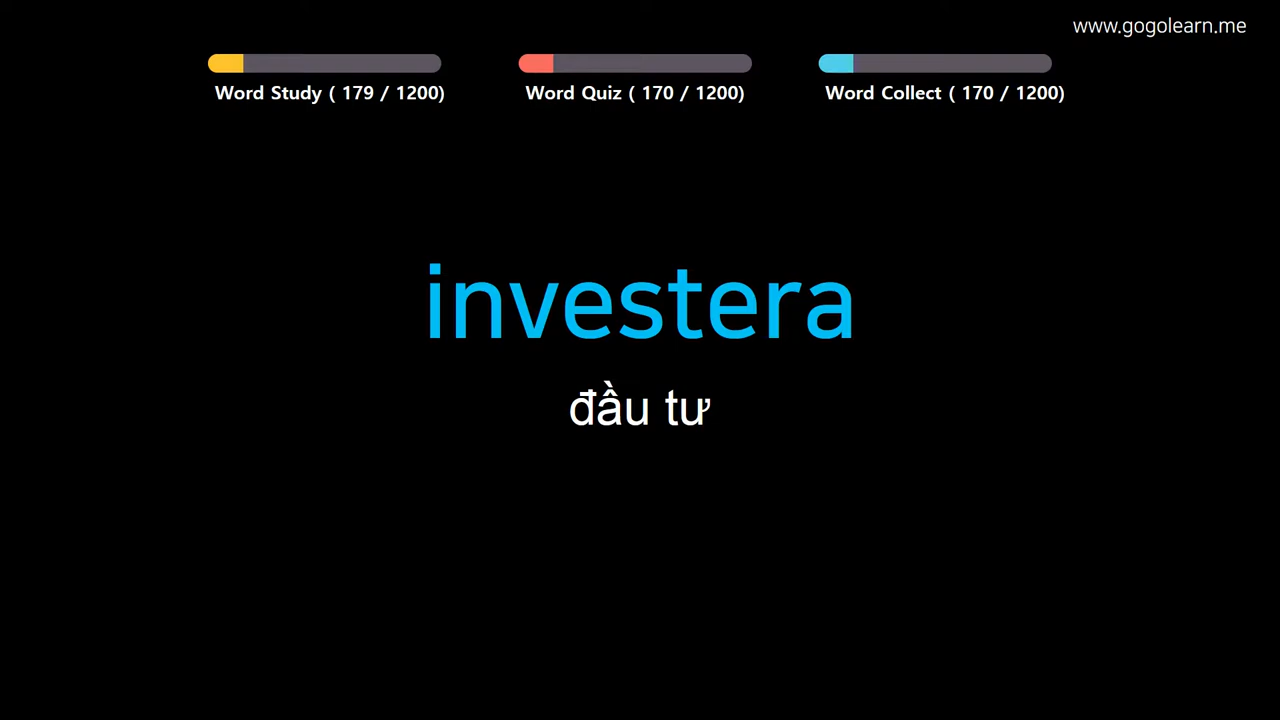 www.gogolearn.me
Word Study ( 179 / 1200)
Word Quiz ( 170 / 1200)
Word Collect ( 170 / 1200)
investera
đầu tư